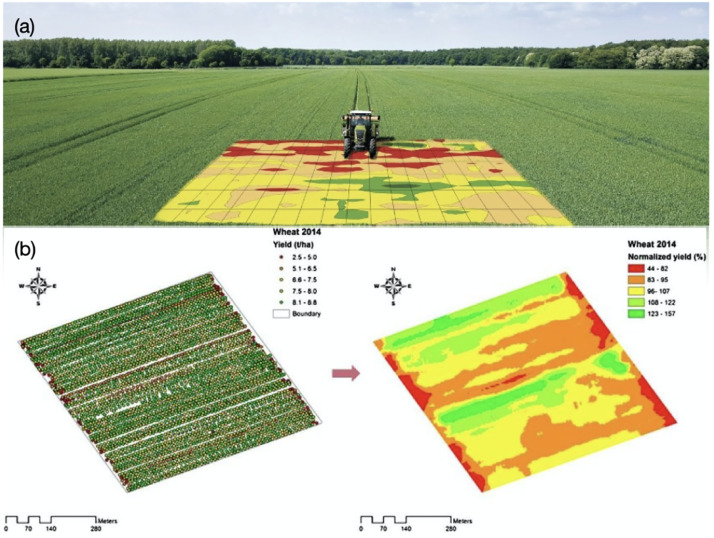 (a)
(b)
Wheat 2014
Yield (t/ha)
2.5 - 5.0
5.1 - 6.5
6.6 - 7.5
7.5 - 8.0
8.1 - 8.8
Boundary
N
W E
S
Meters
0 70 140 280
Wheat 2014
Normalized yield (%)
44 - 82
83 - 95
96- 107
108 - 122
123 - 157
N
W E
S
Meters
0 70 140 280